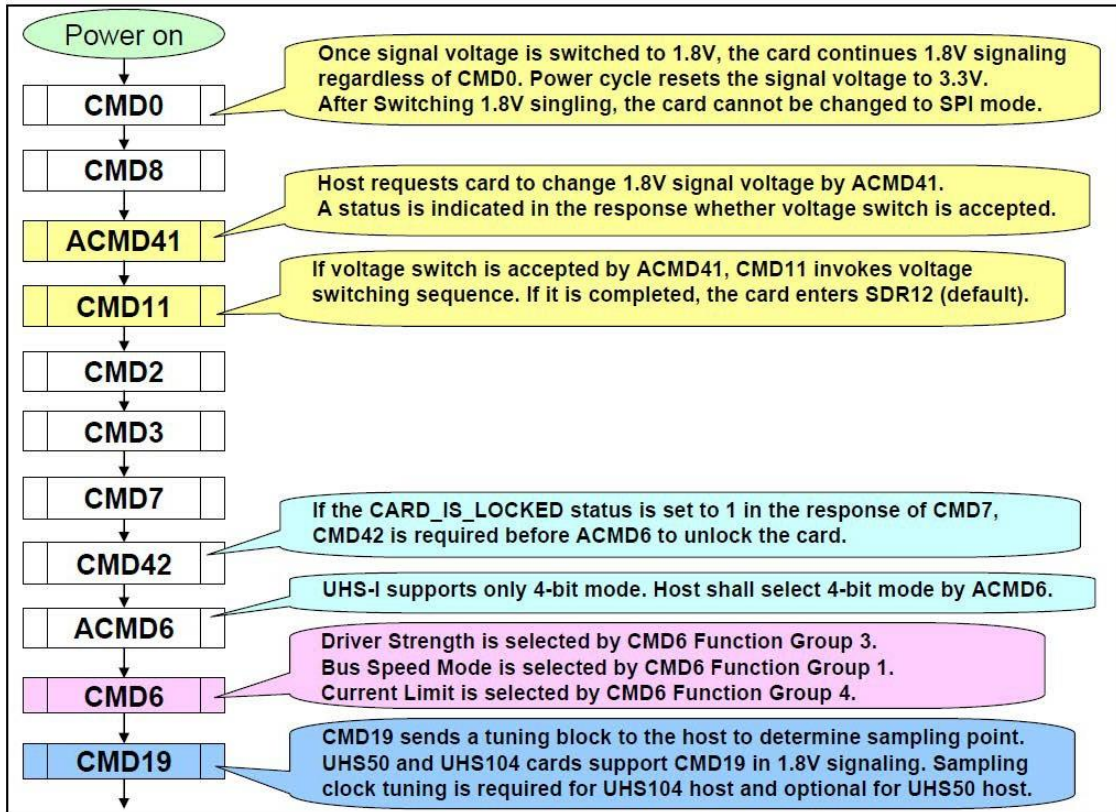 Power on
Once signal voltage is switched to 1.8V, the card continues 1.8V signaling
regardless of CMD0. Power cycle resets the signal voltage to 3.3V.
After Switching 1.8V singling, the card cannot be changed to SPI mode.
CMD0
CMD8
Host requests card to change 1.8V signal voltage by ACMD41.
A status is indicated in the response whether voltage switch is accepted.
ACMD41
If voltage switch is accepted by ACMD41, CMD11 invokes voltage
switching sequence. If it is completed, the card enters SDR12 (default).
CMD11
CMD2
CMD3
CMD7
If the CARD_IS_LOCKED status is set to 1 in the response of CMD7,
CMD42 is required before ACMD6 to unlock the card.
CMD42
UHS-I supports only 4-bit mode. Host shall select 4-bit mode by ACMD6.
ACMD6
Driver Strength is selected by CMD6 Function Group 3.
Bus Speed Mode is selected by CMD6 Function Group 1.
Current Limit is selected by CMD6 Function Group 4.
CMD6
CMD19 sends a tuning block to the host to determine sampling point.
UHS50 and UHS104 cards support CMD19 in 1.8V signaling. Sampling
clock tuning is required for UHS104 host and optional for UHS50 host.
CMD19